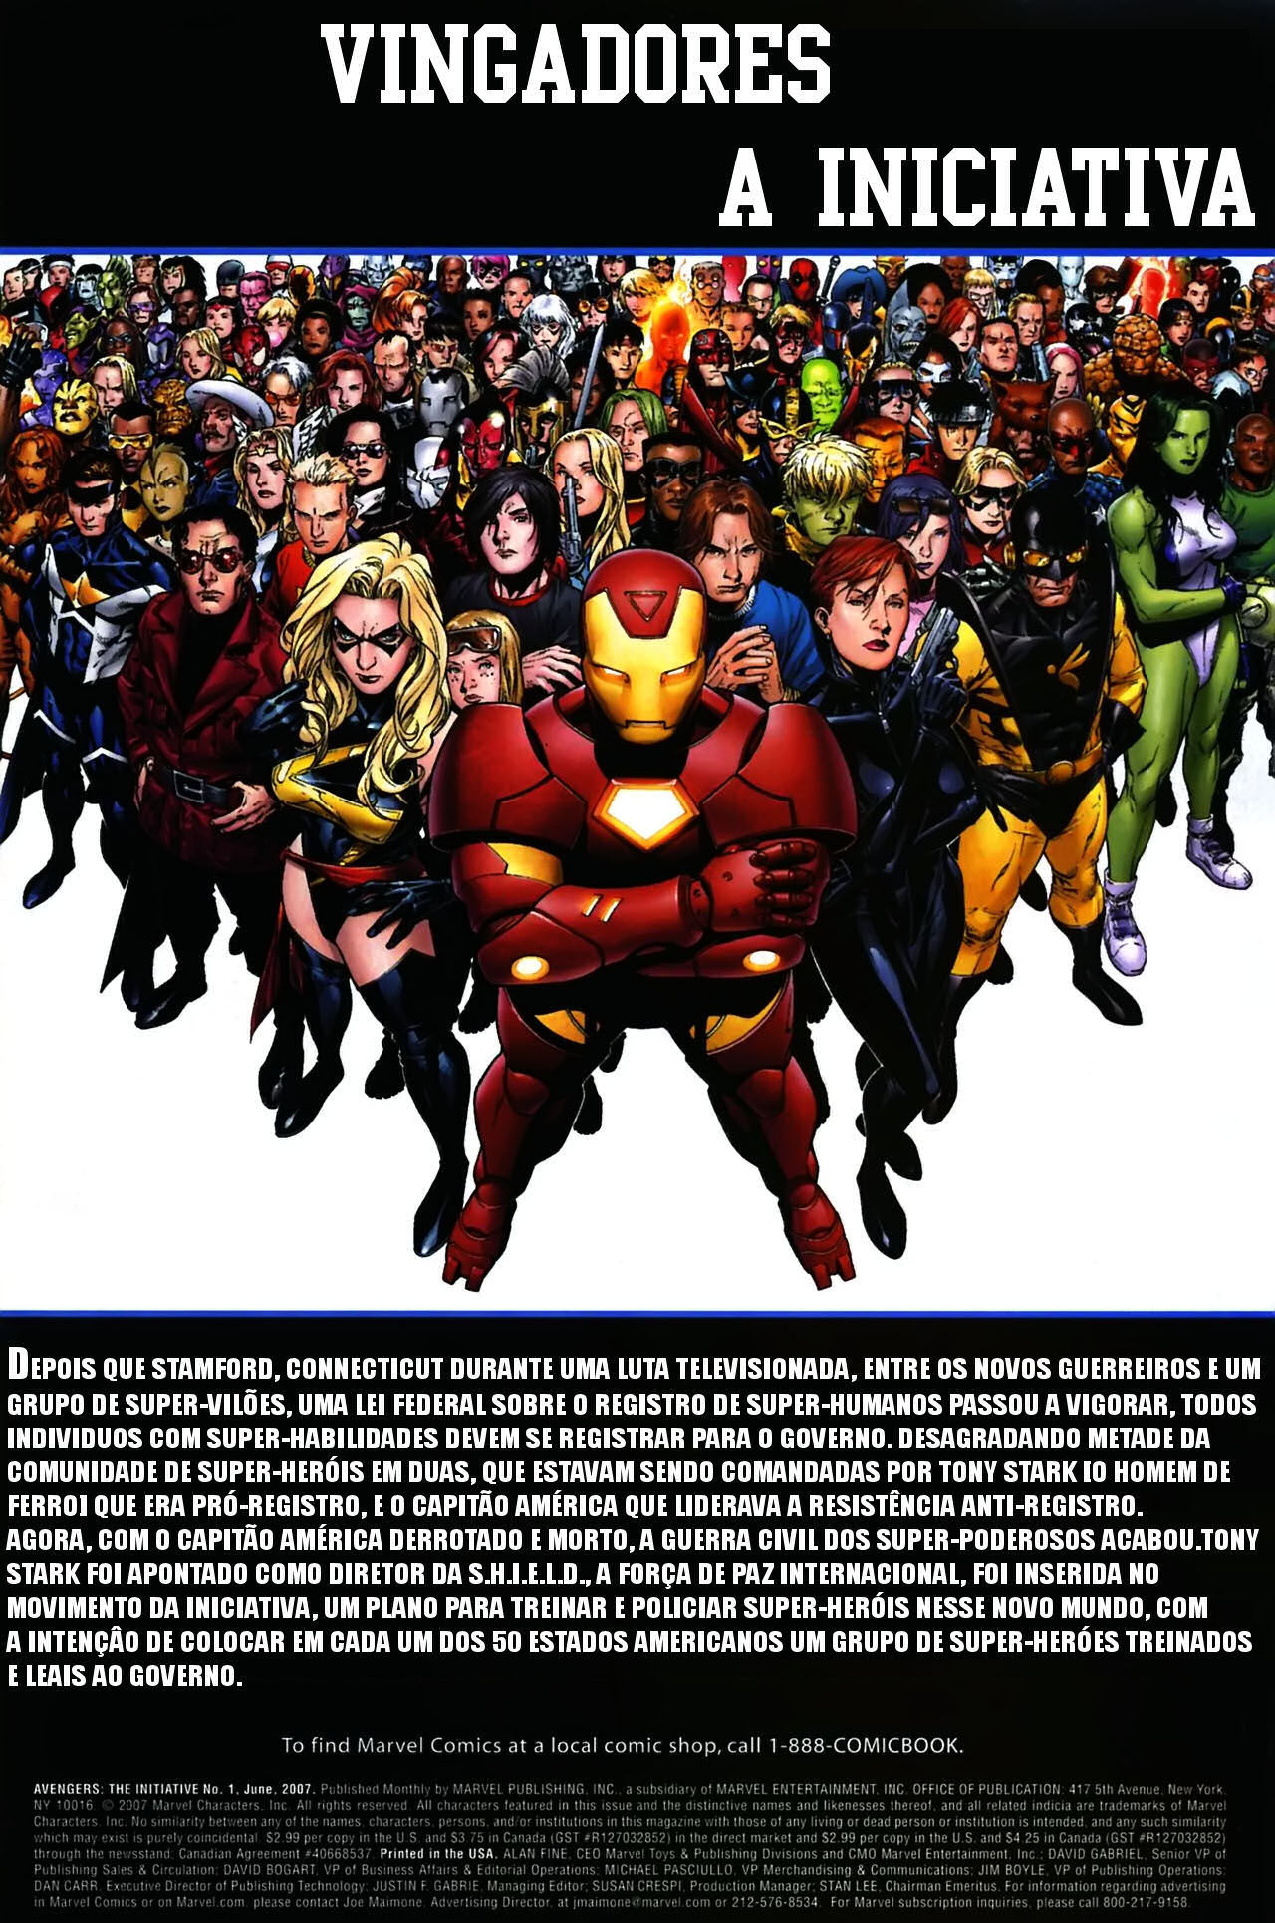 VINGADORES
A INICIATIVA
DEPOIS QUE STAMFORD, CONNECTICUT DURANTE UMA LUTA TELEVISIONADA, ENTRE OS NOVOS GUERREIROS E UM
GRUPO DE SUPER-VILÕES, UMA LEI FEDERAL SOBRE O REGISTRO DE SUPER-HUMANOS PASSOU A VIGORAR, TODOS
INDIVIDUOS COM SUPER-HABILIDADES DEVEM SE REGISTRAR PARA O GOVERNO. DESAGRADANDO METADE DA
COMUNIDADE DE SUPER-HERÓIS EM DUAS, QUE ESTAVAM SENDO COMANDADAS POR TONY STARK [O HOMEM DE
FERRO] QUE ERA PRÓ-REGISTRO, E O CAPITÃO AMÉRICA QUE LIDERAVA A RESISTÊNCIA ANTI-REGISTRO.
AGORA, COM O CAPITÃO AMÉRICA DERROTADO E MORTO, A GUERRA CIVIL DOS SUPER-PODEROSOS ACABOU.TONY
STARK FOI APONTADO COMO DIRETOR DA S.H.I.E.L.D., A FORÇA DE PAZ INTERNACIONAL, FOI INSERIDA NO
MOVIMENTO DA INICIATIVA, UM PLANO PARA TREINAR E POLICIAR SUPER-HERÓIS NESSE NOVO MUNDO, COM
A INTENÇÂO DE COLOCAR EM CADA UM DOS 50 ESTADOS AMERICANOS UM GRUPO DE SUPER-HERÓES TREINADOS
E LEAIS AO GOVERNO.
To find Marvel Comics at a local comic shop, call 1-888-COMICBOOK.
AVENGERS: THE INITIATIVE No. 1, June, 2007. Published Monthly by MARVEL PUBLISHING, INC., a subsidiary of MARVEL ENTERTAINMENT, INC. OFFICE OF PUBLICATION: 417 5th Avenue, New York,
NY 10016. © 2007 Marvel Characters, Inc. All rights reserved. All characters featured in this issue and the distinctive names and likenesses thereof, and all related indicia are trademarks of Marvel
Characters, Inc. No similarity between any of the names, characters, persons, and/or institutions in this magazine with those of any living or dead person or institution is intended, and any such similarity
which may exist is purely coincidental. $2.99 per copy in the U.S. and $3.75 in Canada (GST #R127032852) in the direct market and $2.99 per copy in the U.S. and $4.25 in Canada (GST #R127032852)
through the newsstand. Canadian Agreement #40668537. Printed in the USA. ALAN FINE, CEO Marvel Toys & Publishing Divisions and CMO Marvel Entertainment, Inc.; DAVID GABRIEL, Senior VP of
Publishing Sales & Circulation; DAVID BOGART, VP of Business Affairs & Editorial Operations; MICHAEL PASCIULLO, VP Merchandising & Communications; JIM BOYLE, VP of Publishing Operations;
DAN CARR, Executive Director of Publishing Technology; JUSTIN F. GABRIE, Managing Editor; SUSAN CRESPI, Production Manager; STAN LEE, Chairman Emeritus. For information regarding advertising
in Marvel Comics or on Marvel.com, please contact Joe Maimone, Advertising Director, at jmaimone@marvel.com or 212-576-8534. For Marvel subscription inquiries, please call 800-217-9158.